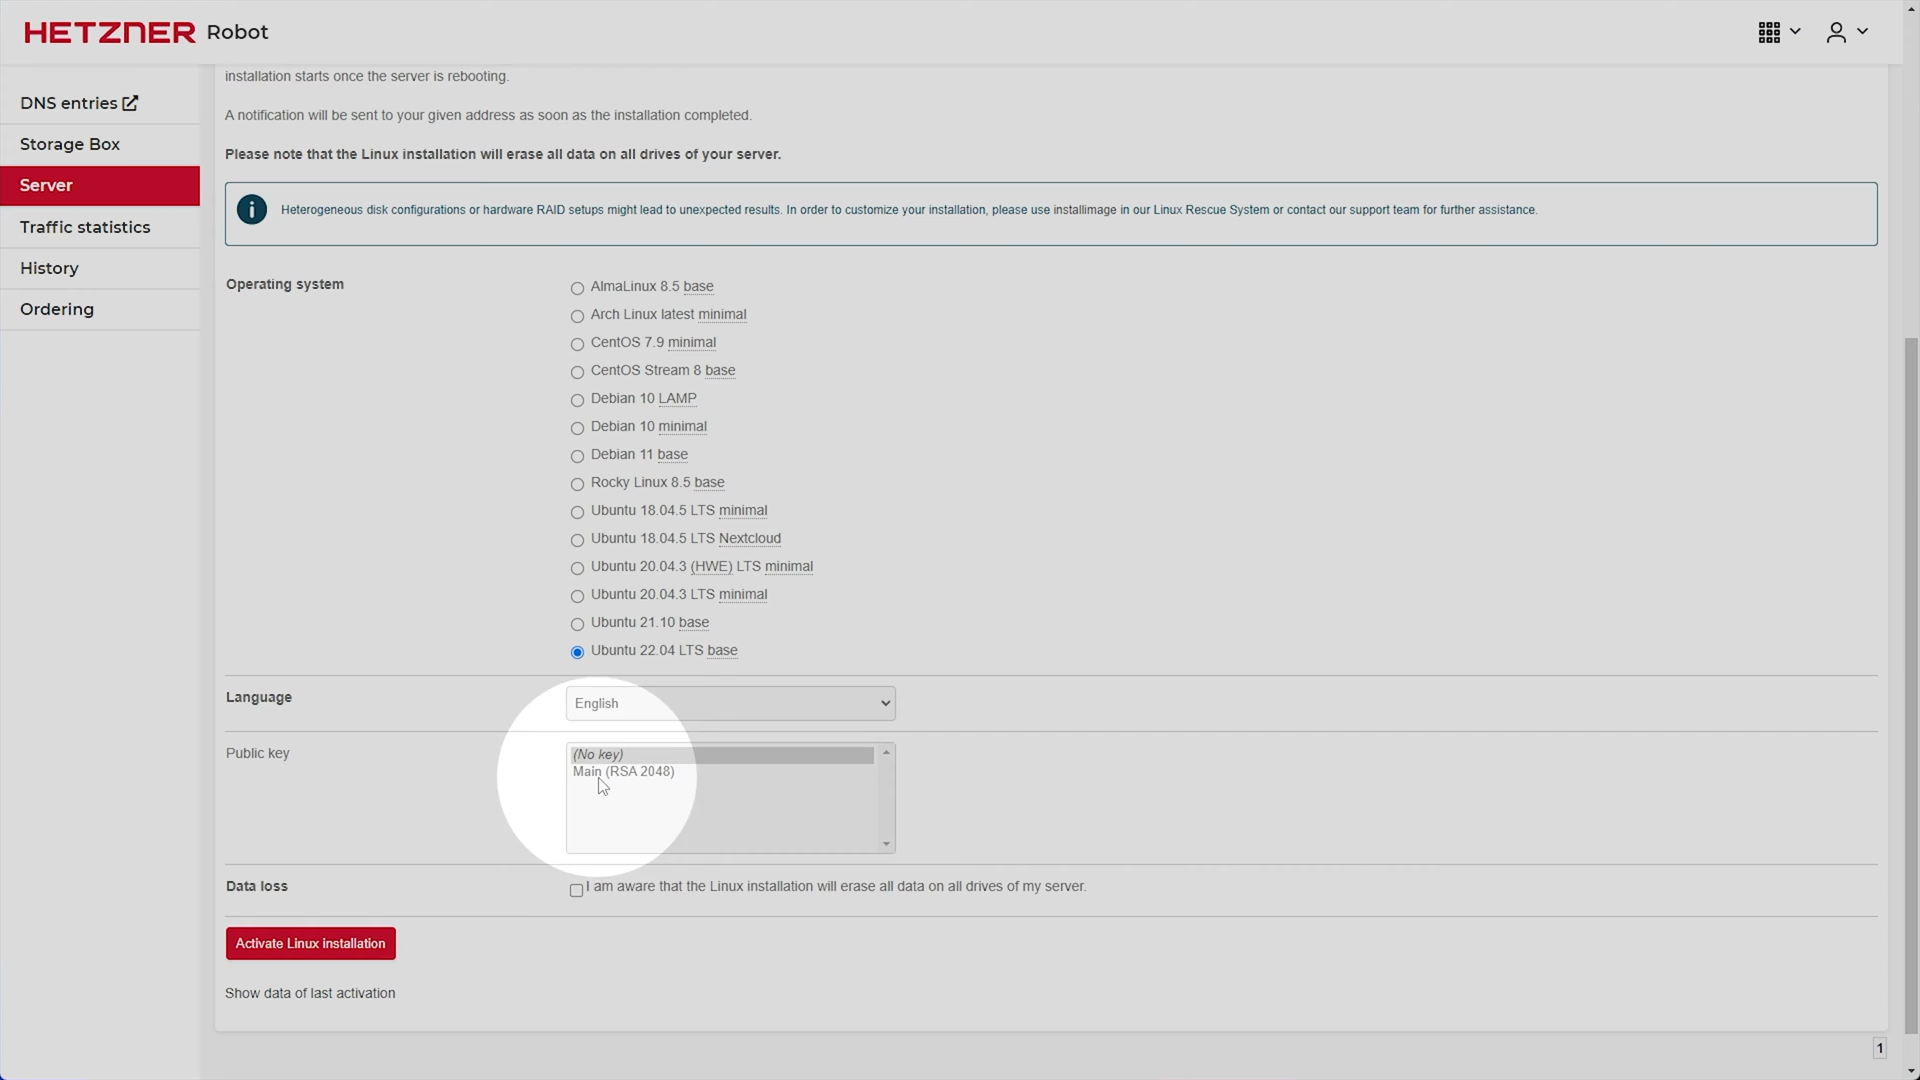 HETZNER Robot
DNS entries
Storage Box
Server
Traffic statistics
History
Ordering
installation starts once the server is rebooting.
A notification will be sent to your given address as soon as the installation completed.
Please note that the Linux installation will erase all data on all drives of your server.
Heterogeneous disk configurations or hardware RAID setups might lead to unexpected results. In order to customize your installation, please use installimage in our Linux Rescue System or contact our support team for further assistance.
Operating system
AlmaLinux 8.5 base
Arch Linux latest minimal
CentOS 7.9 minimal
CentOS Stream 8 base
Debian 10 LAMP
Debian 10 minimal
Debian 11 base
Rocky Linux 8.5 base
Ubuntu 18.04.5 LTS minimal
Ubuntu 18.04.5 LTS Nextcloud
Ubuntu 20.04.3 (HWE) LTS minimal
Ubuntu 20.04.3 LTS minimal
Ubuntu 21.10 base
Ubuntu 22.04 LTS base
Language
English
Public key
(No key)
Main (RSA 2048)
Data loss
I am aware that the Linux installation will erase all data on all drives of my server.
Activate Linux installation
Show data of last activation
1